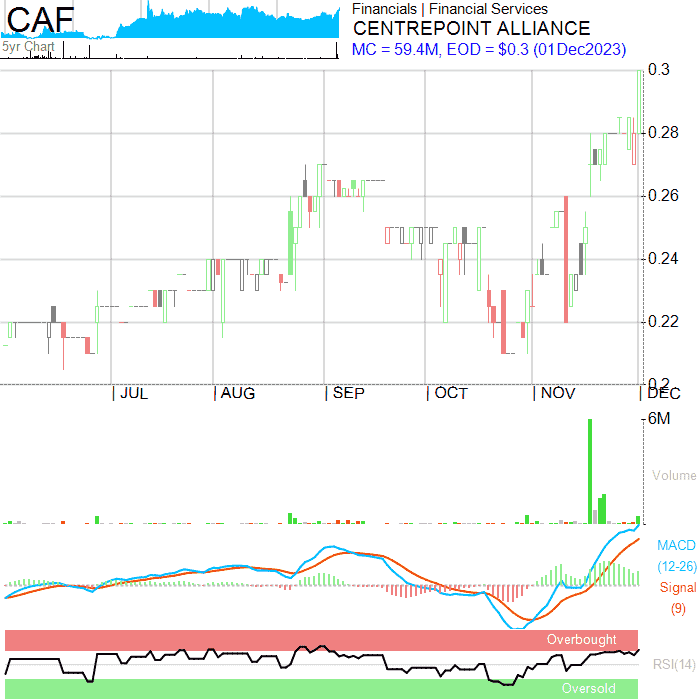 CAF
Financials | Financial Services
CENTREPOINT ALLIANCE
MC = 59.4M, EOD = $0.3 (01Dec2023)
5yr Chart
0.3
0.28
0.26
0.24
0.22
0.2
| JUL | AUG | SEP | OCT | NOV | DEC
6M
Volume
MACD
(12-26)
Signal
(9)
Overbought
RSI(14)
Oversold